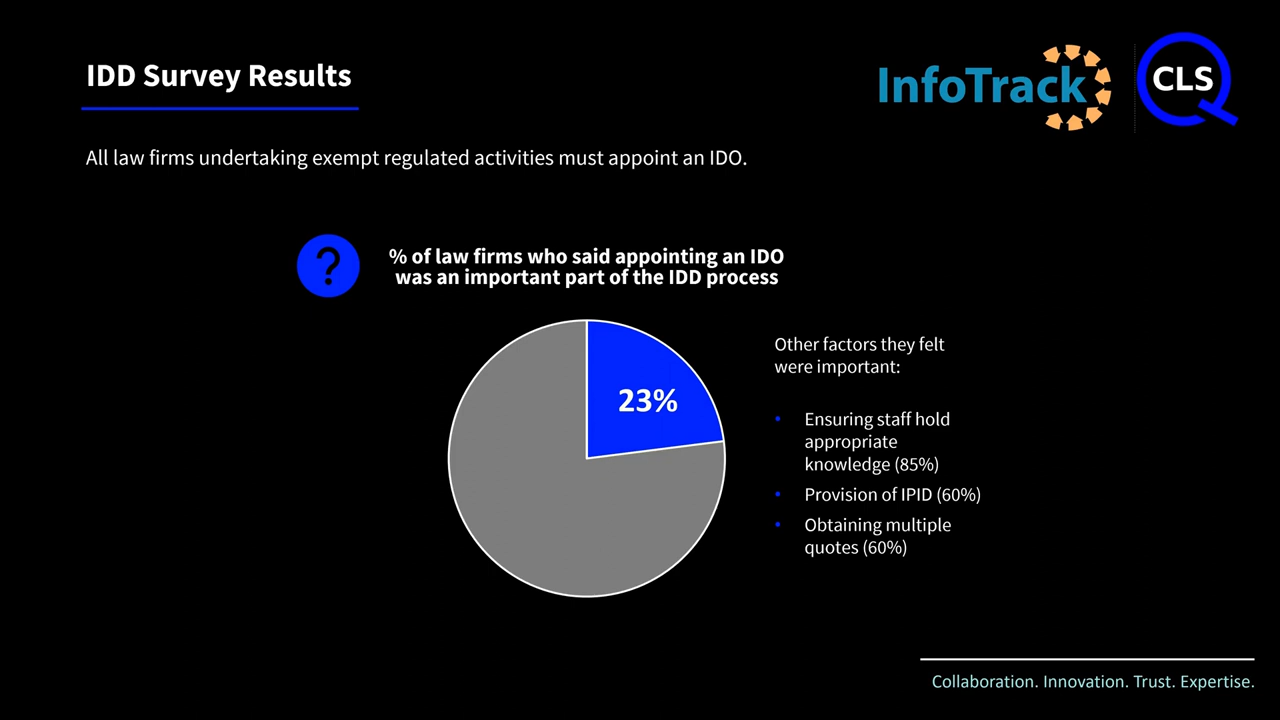 IDD Survey Results
InfoTrack
CLS
All law firms undertaking exempt regulated activities must appoint an IDO.
?
% of law firms who said appointing an IDO
was an important part of the IDD process
23%
Other factors they felt
were important:
• Ensuring staff hold
appropriate
knowledge (85%)
• Provision of IPID (60%)
• Obtaining multiple
quotes (60%)
Collaboration. Innovation. Trust. Expertise.